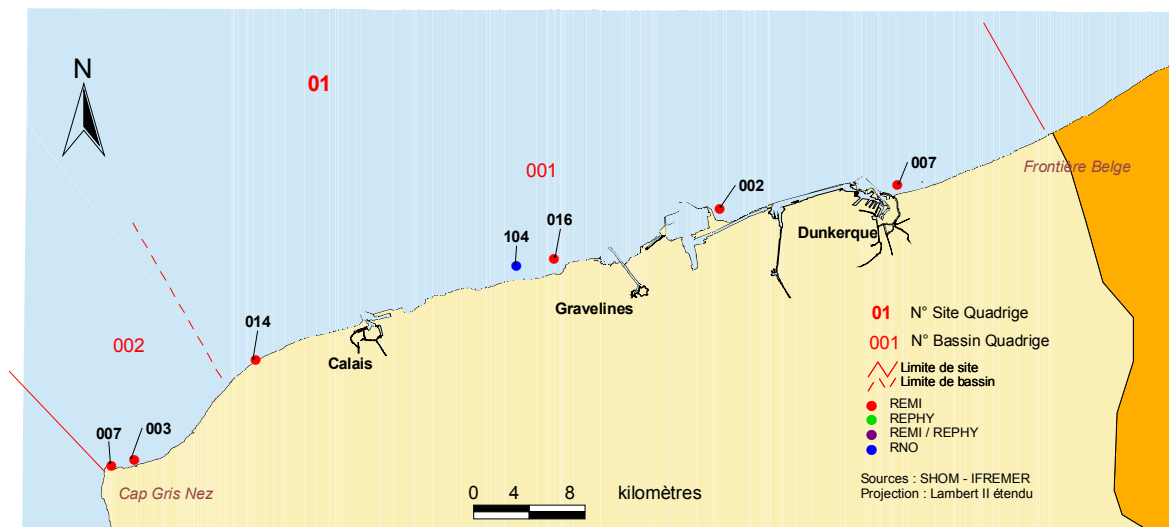 N
01
001
007
Frontière Belge
002
016
104
Dunkerque
Gravelines
014
002
Calais
007
003
Cap Gris Nez
01 N° Site Quadrige
001 N° Bassin Quadrige
Limite de site
Limite de bassin
REMI
REPHY
REMI / REPHY
RNO
Sources : SHOM - IFREMER
Projection : Lambert II étendu
0 4 8 kilomètres